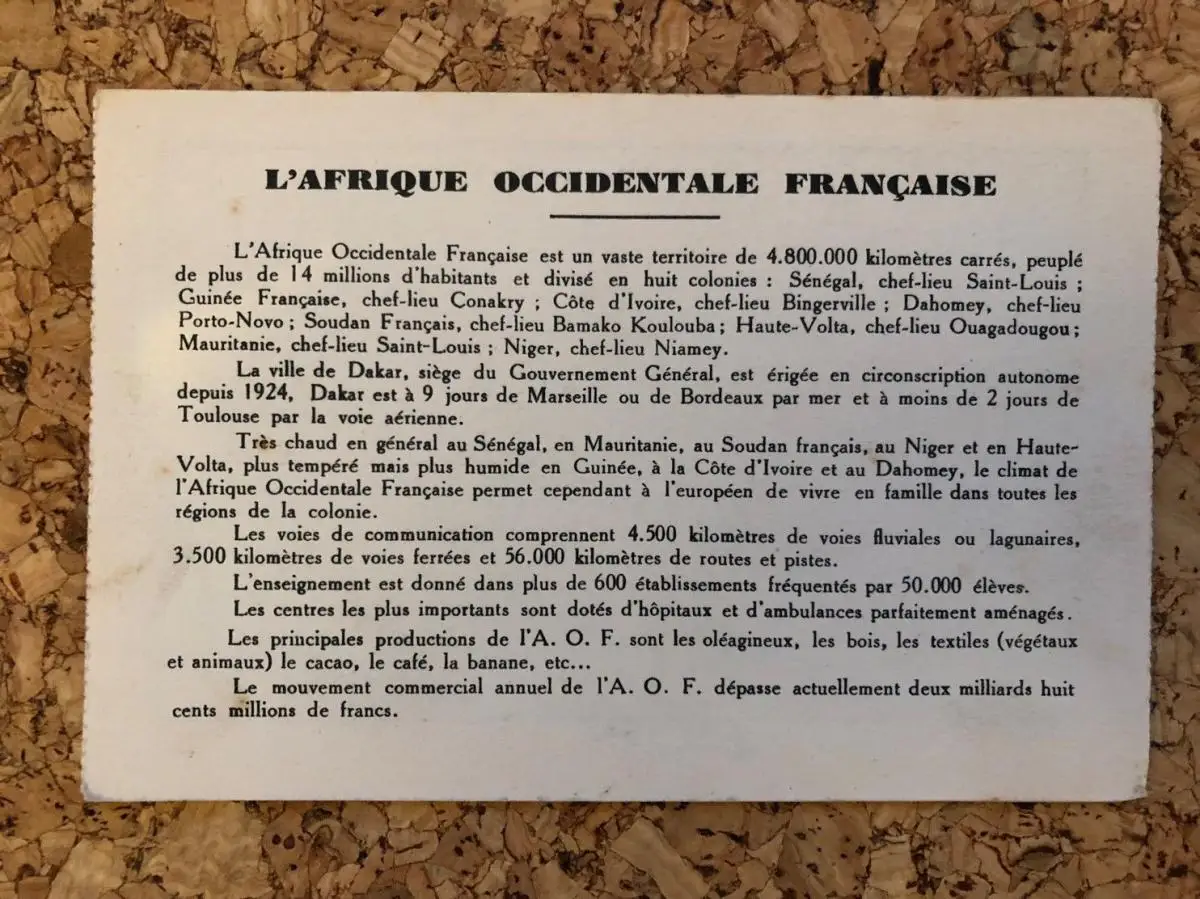 L'AFRIQUE OCCIDENTALE FRANÇAISE
L'Afrique Occidentale Française est un vaste territoire de 4.800.000 kilomètres carrés, peuplé
de plus de 14 millions d'habitants et divisé en huit colonies : Sénégal, chef-lieu Saint-Louis ;
Guinée Française, chef-lieu Conakry ; Côte d'Ivoire, chef-lieu Bingerville ; Dahomey, chef-lieu
Porto-Novo ; Soudan Français, chef-lieu Bamako Koulouba ; Haute-Volta, chef-lieu Ouagadougou ;
Mauritanie, chef-lieu Saint-Louis ; Niger, chef-lieu Niamey.
La ville de Dakar, siège du Gouvernement Général, est érigée en circonscription autonome
depuis 1924, Dakar est à 9 jours de Marseille ou de Bordeaux par mer et à moins de 2 jours de
Toulouse par la voie aérienne.
Très chaud en général au Sénégal, en Mauritanie, au Soudan français, au Niger et en Haute-
Volta, plus tempéré mais plus humide en Guinée, à la Côte d'Ivoire et au Dahomey, le climat de
l'Afrique Occidentale Française permet cependant à l'européen de vivre en famille dans toutes les
régions de la colonie.
Les voies de communication comprennent 4.500 kilomètres de voies fluviales ou lagunaires,
3.500 kilomètres de voies ferrées et 56.000 kilomètres de routes et pistes.
L'enseignement est donné dans plus de 600 établissements fréquentés par 50.000 élèves.
Les centres les plus importants sont dotés d'hôpitaux et d'ambulances parfaitement aménagés.
Les principales productions de l'A. O. F. sont les oléagineux, les bois, les textiles (végétaux
et animaux) le cacao, le café, la banane, etc...
Le mouvement commercial annuel de l'A. O. F. dépasse actuellement deux milliards huit
cents millions de francs.